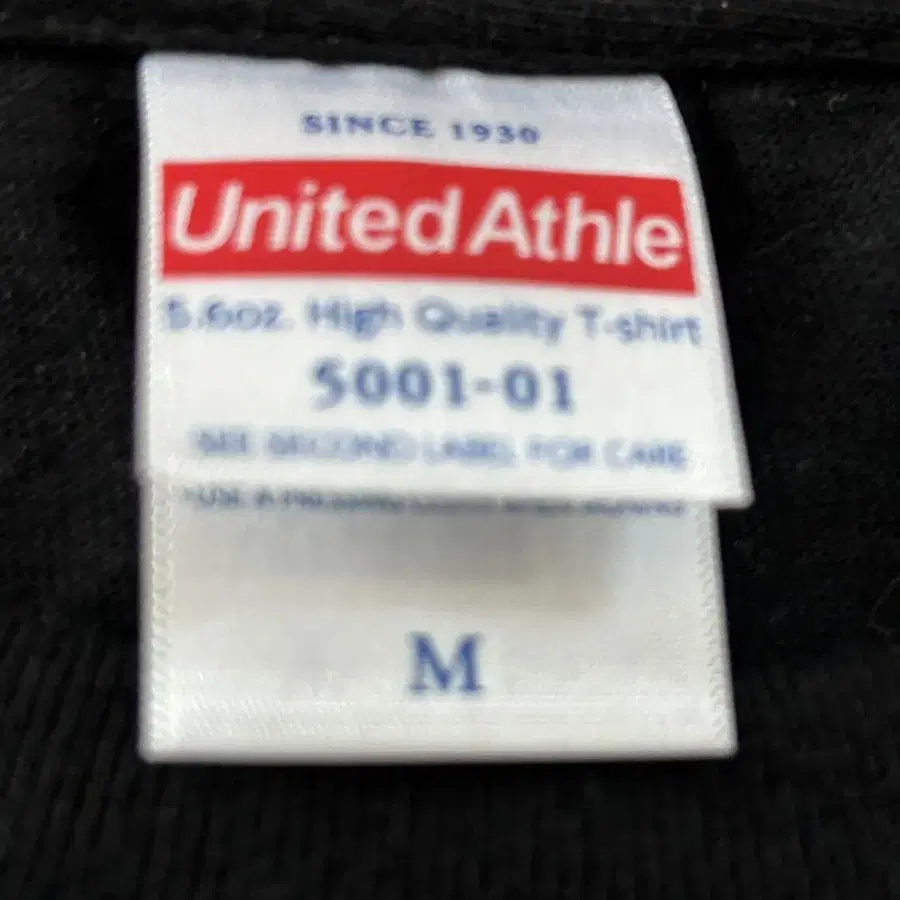 SINCE 1930
United Athle
5.6oz. High Quality T-shirt
5001-01
SEE SECOND LABEL FOR CARE
M